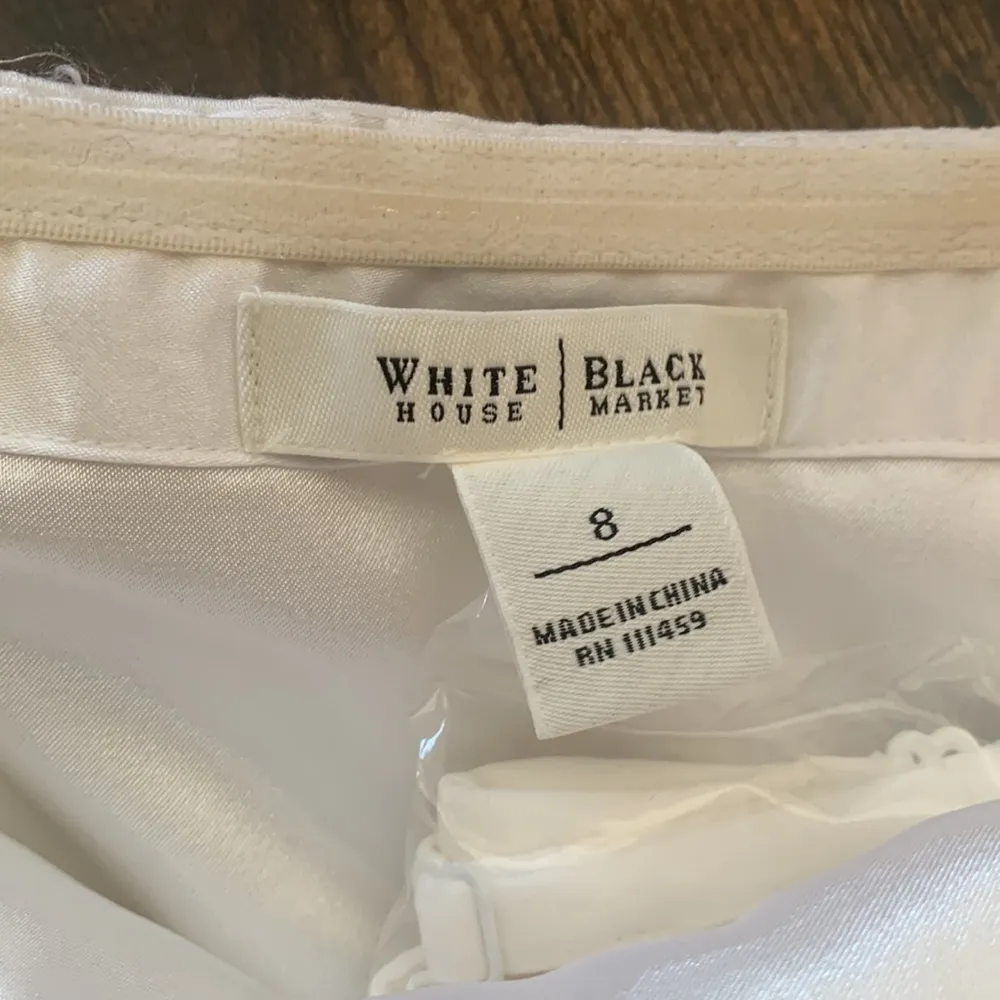 WHITE | BLACK
HOUSE | MARKET
8
MADE IN CHINA
RN 111459